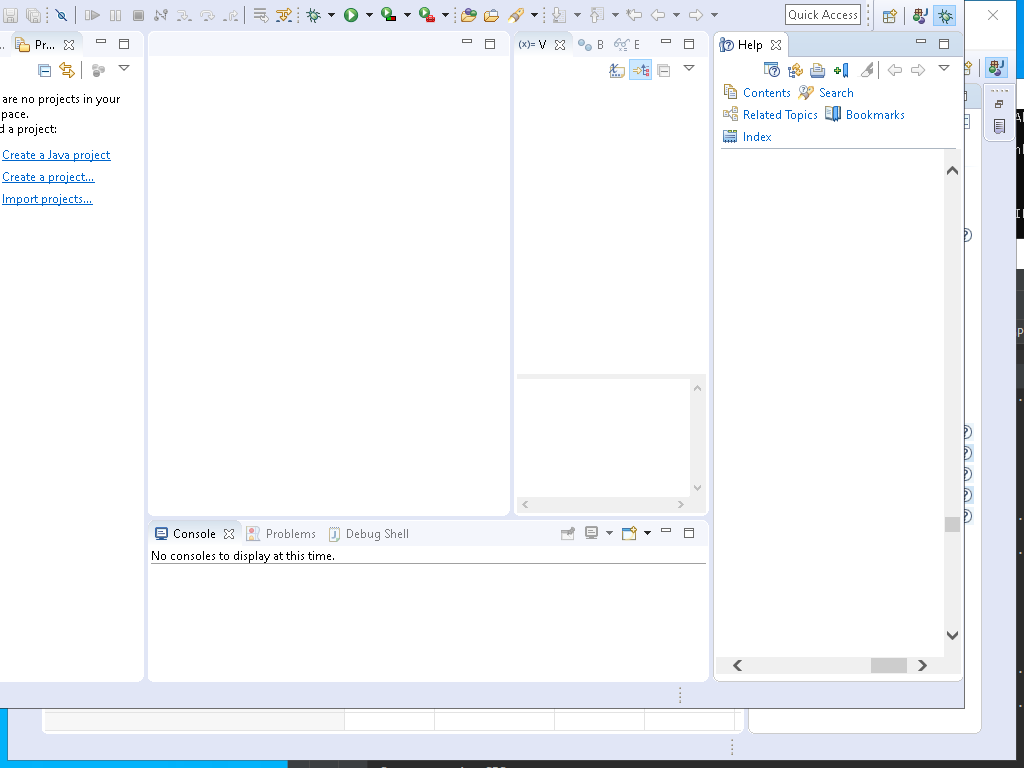 Quick Access
Pr...
(x)= V
B
E
Help
are no projects in your
pace.
d a project:
Contents
Search
Related Topics
Bookmarks
Index
Create a Java project
Create a project...
Import projects...
Console
Problems
Debug Shell
No consoles to display at this time.